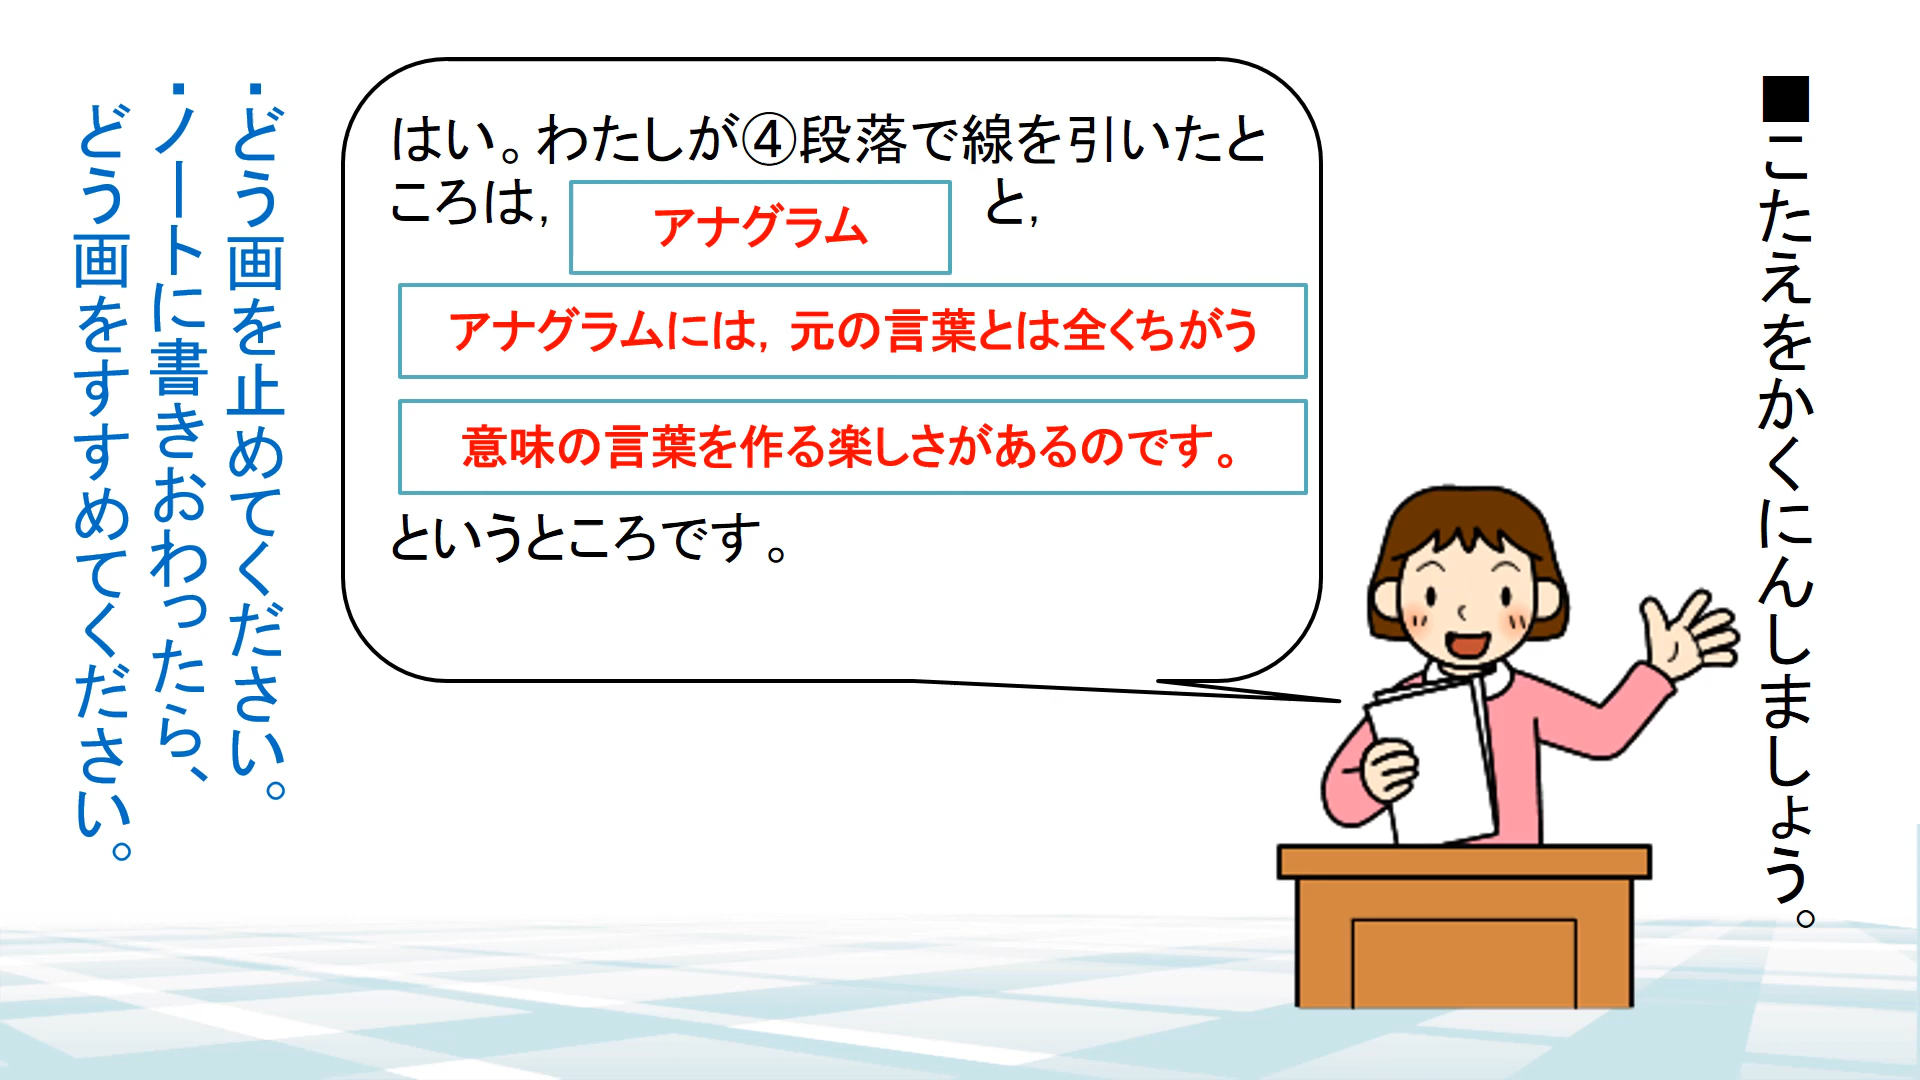 ■こたえをかくにんしましょう。
はい。わたしが④段落で線を引いたと
ころは, アナグラム と,
アナグラムには, 元の言葉とは全くちがう
意味の言葉を作る楽しさがあるのです。
というところです。
・どう画を止めてください。
・ノートに書きおわったら、
どう画をすすめてください。